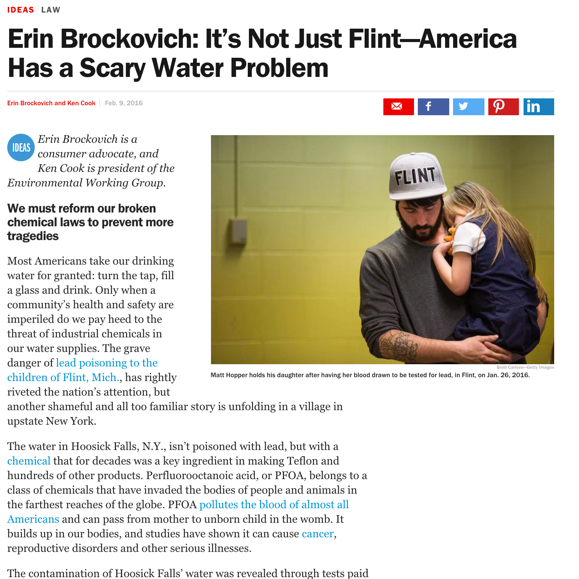 IDEAS LAW
Erin Brockovich: It's Not Just Flint—America
Has a Scary Water Problem
Erin Brockovich and Ken Cook | Feb. 9, 2016
IDEAS
Erin Brockovich is a
consumer advocate, and
Ken Cook is president of the
Environmental Working Group.
We must reform our broken
chemical laws to prevent more
tragedies
Most Americans take our drinking
water for granted: turn the tap, fill
a glass and drink. Only when a
community's health and safety are
imperiled do we pay heed to the
threat of industrial chemicals in
our water supplies. The grave
danger of lead poisoning to the
children of Flint, Mich., has rightly
riveted the nation's attention, but
another shameful and all too familiar story is unfolding in a village in
upstate New York.
FLINT
Brett Carlsen—Getty Images
Matt Hopper holds his daughter after having her blood drawn to be tested for lead, in Flint, on Jan. 26, 2016.
The water in Hoosick Falls, N.Y., isn't poisoned with lead, but with a
chemical that for decades was a key ingredient in making Teflon and
hundreds of other products. Perfluorooctanoic acid, or PFOA, belongs to a
class of chemicals that have invaded the bodies of people and animals in
the farthest reaches of the globe. PFOA pollutes the blood of almost all
Americans and can pass from mother to unborn child in the womb. It
builds up in our bodies, and studies have shown it can cause cancer,
reproductive disorders and other serious illnesses.
The contamination of Hoosick Falls' water was revealed through tests paid